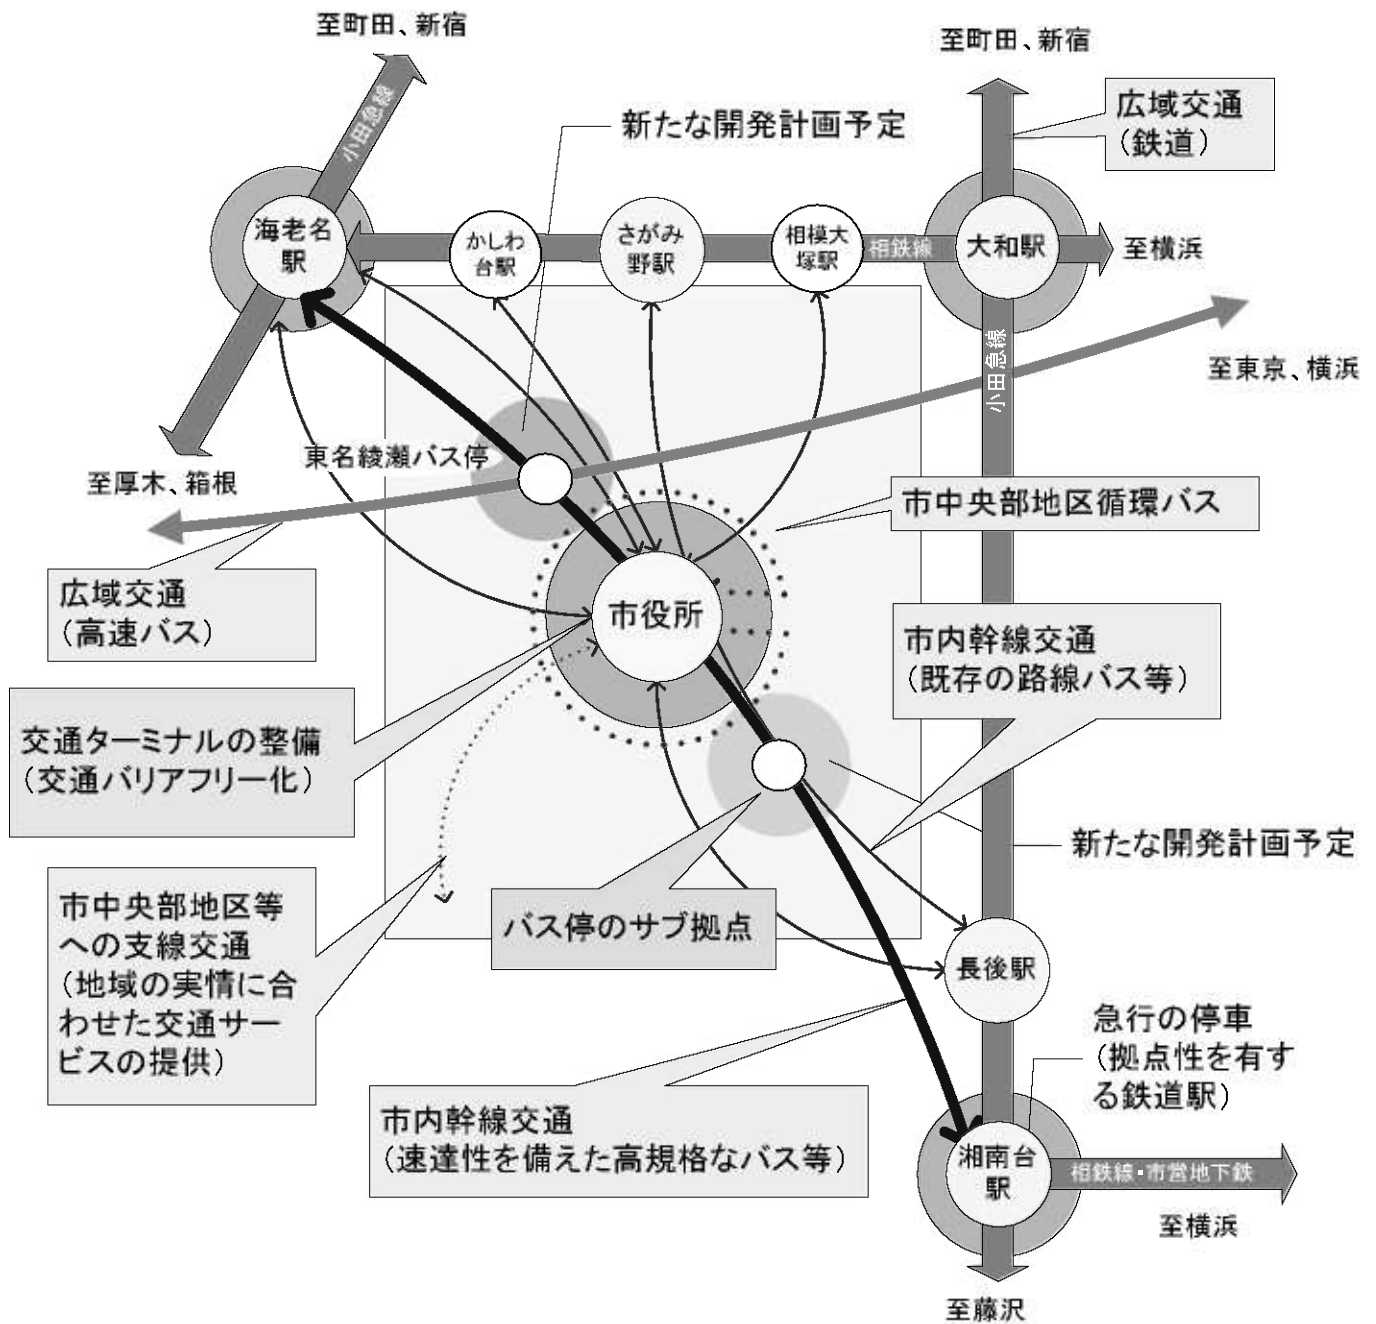 至町田、新宿
至町田、新宿
小田急線
新たな開発計画予定
広域交通
（鉄道）
海老名
駅
かしわ
台駅
さがみ
野駅
相模大
塚駅
相鉄線
大和駅
至横浜
小田急線
至東京、横浜
東名綾瀬バス停
至厚木、箱根
市中央部地区循環バス
広域交通
（高速バス）
市役所
市内幹線交通
（既存の路線バス等）
交通ターミナルの整備
（交通バリアフリー化）
新たな開発計画予定
市中央部地区等
への支線交通
（地域の実情に合
わせた交通サー
ビスの提供）
バス停のサブ拠点
長後駅
急行の停車
（拠点性を有す
る鉄道駅）
市内幹線交通
（速達性を備えた高規格なバス等）
湘南台
駅
相鉄線・市営地下鉄
至横浜
至藤沢